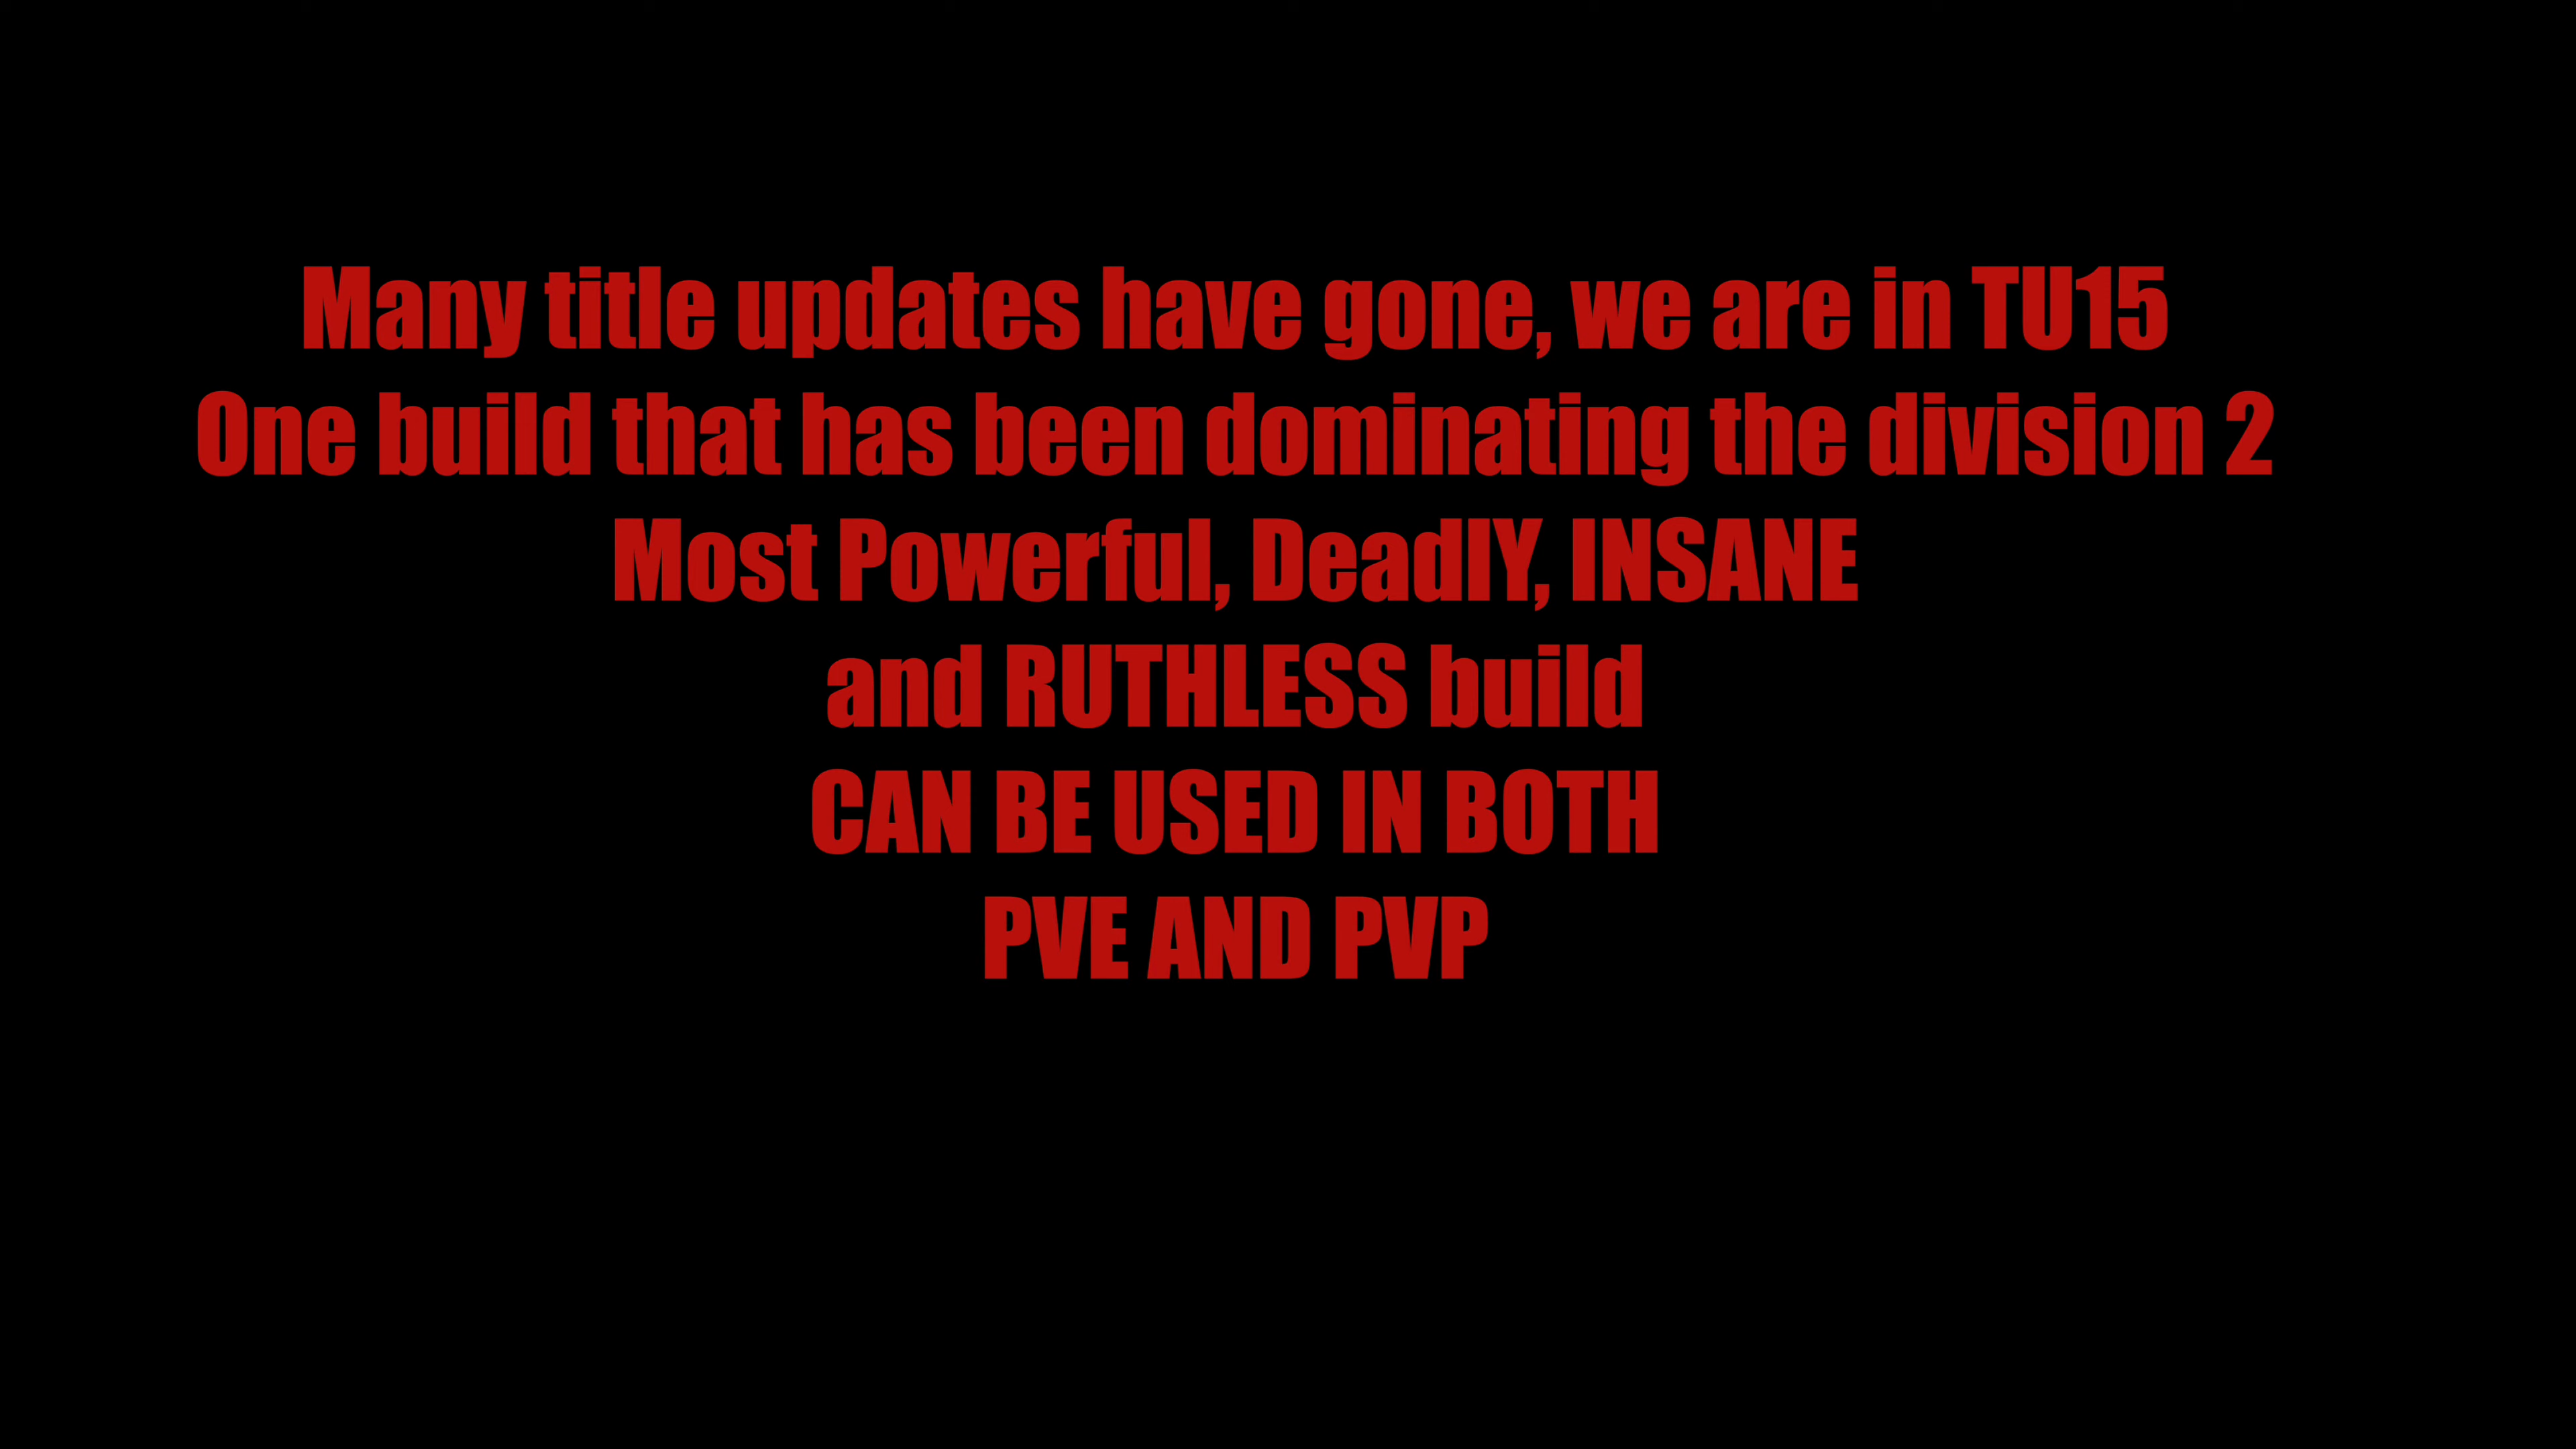 Many title updates have gone, we are in TU15
One build that has been dominating the division 2
Most Powerful, DeadlY, INSANE
and RUTHLESS build
CAN BE USED IN BOTH
PVE AND PVP